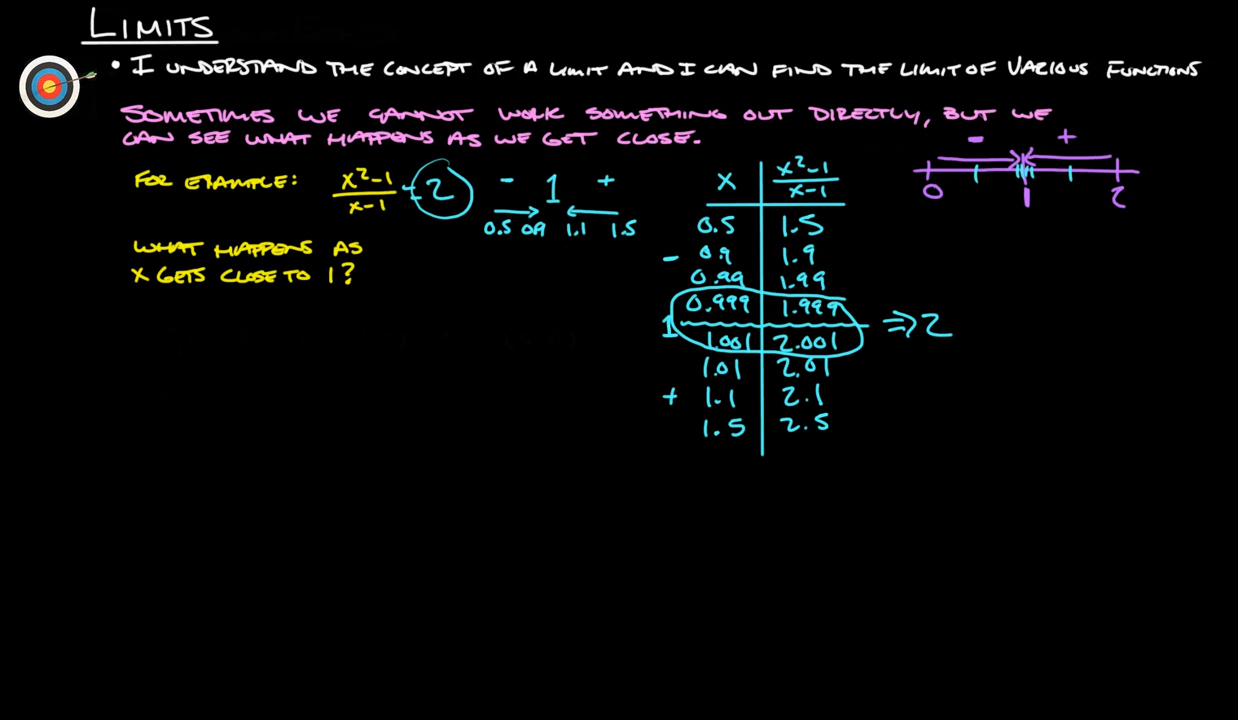 LIMITS
• I UNDERSTAND THE CONCEPT OF A LIMIT AND I CAN FIND THE LIMIT OF VARIOUS FUNCTIONS
SOMETIMES WE CANNOT WORK SOMETHING OUT DIRECTLY, BUT WE
CAN SEE WHAT HAPPENS AS WE GET CLOSE.
FOR EXAMPLE: x²-1 / x-1 = 2
WHAT HAPPENS AS
X GETS CLOSE TO 1?
- 1 +
0.5 0.9 1.1 1.5
x | x²-1 / x-1
0.5 | 1.5
- 0.9 | 1.9
0.99 | 1.99
0.999 | 1.999
1 ⇒ 2
1.001 | 2.001
1.01 | 2.01
+ 1.1 | 2.1
1.5 | 2.5
- +
0 1 2